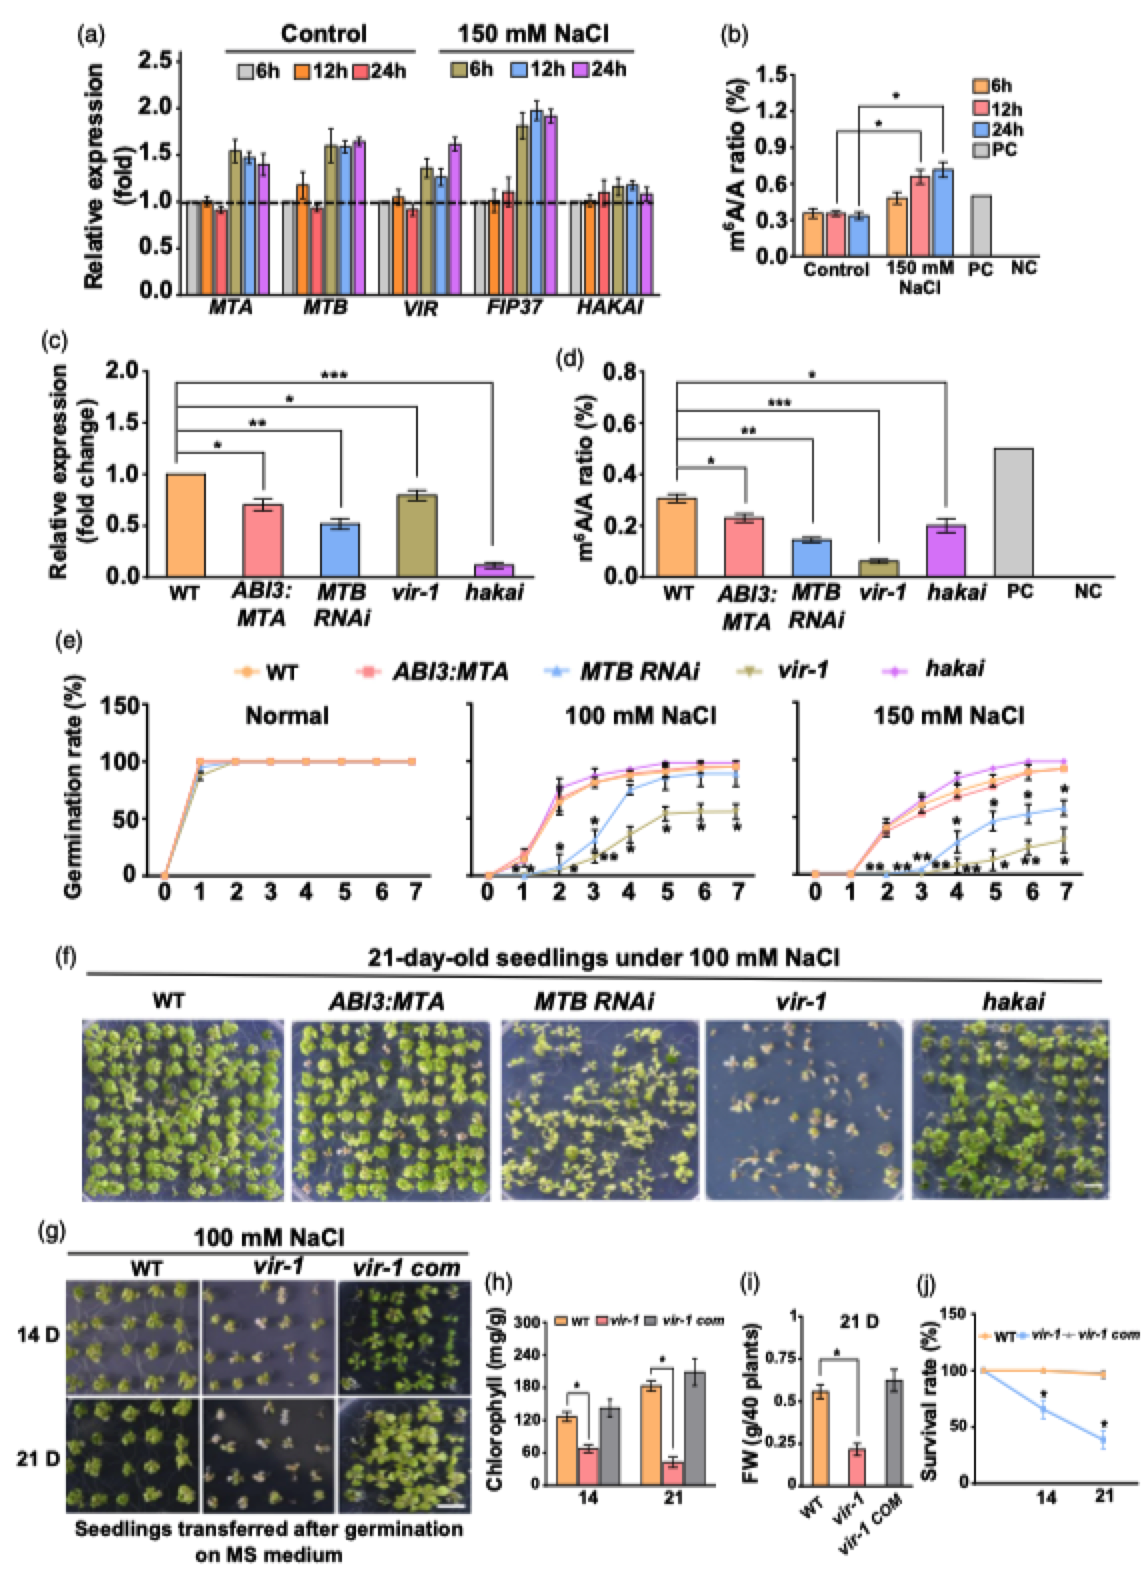 (a)
Control
150 mM NaCl
6h
12h
24h
6h
12h
24h
Relative expression
(fold)
2.5
2.0
1.5
1.0
0.5
0.0
MTA
MTB
VIR
FIP37
HAKAI
(b)
m⁶A/A ratio (%)
1.5
1.2
0.9
0.6
0.3
0.0
6h
12h
24h
PC
*
*
Control
150 mM
NaCl
PC
NC
(c)
Relative expression
(fold change)
2.0
1.5
1.0
0.5
0.0
***
*
**
*
WT
ABI3:
MTA
MTB
RNAi
vir-1
hakai
(d)
m⁶A/A ratio (%)
0.8
0.6
0.4
0.2
0.0
*
***
**
*
WT
ABI3:
MTA
MTB
RNAi
vir-1
hakai
PC
NC
(e)
WT
ABI3:MTA
MTB RNAi
vir-1
hakai
Germination rate (%)
150
100
50
0
Normal
0 1 2 3 4 5 6 7
100 mM NaCl
0 1 2 3 4 5 6 7
150 mM NaCl
0 1 2 3 4 5 6 7
(f)
21-day-old seedlings under 100 mM NaCl
WT
ABI3:MTA
MTB RNAi
vir-1
hakai
(g)
100 mM NaCl
WT
vir-1
vir-1 com
14 D
21 D
Seedlings transferred after germination
on MS medium
(h)
Chlorophyll (mg/g)
300
240
180
120
60
0
WT
vir-1
vir-1 com
*
*
14
21
(i)
FW (g/40 plants)
1
0.75
0.5
0.25
0
21 D
*
WT
vir-1
vir-1 COM
(j)
Survival rate (%)
150
100
50
0
WT
vir-1
vir-1 com
*
*
14
21